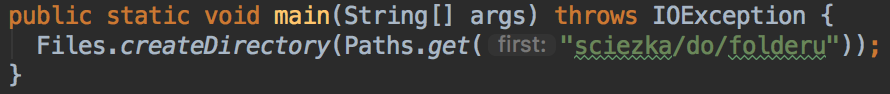 public static void main(String[] args) throws IOException {
Files.createDirectory(Paths.get( first: "sciezka/do/folderu"));
}